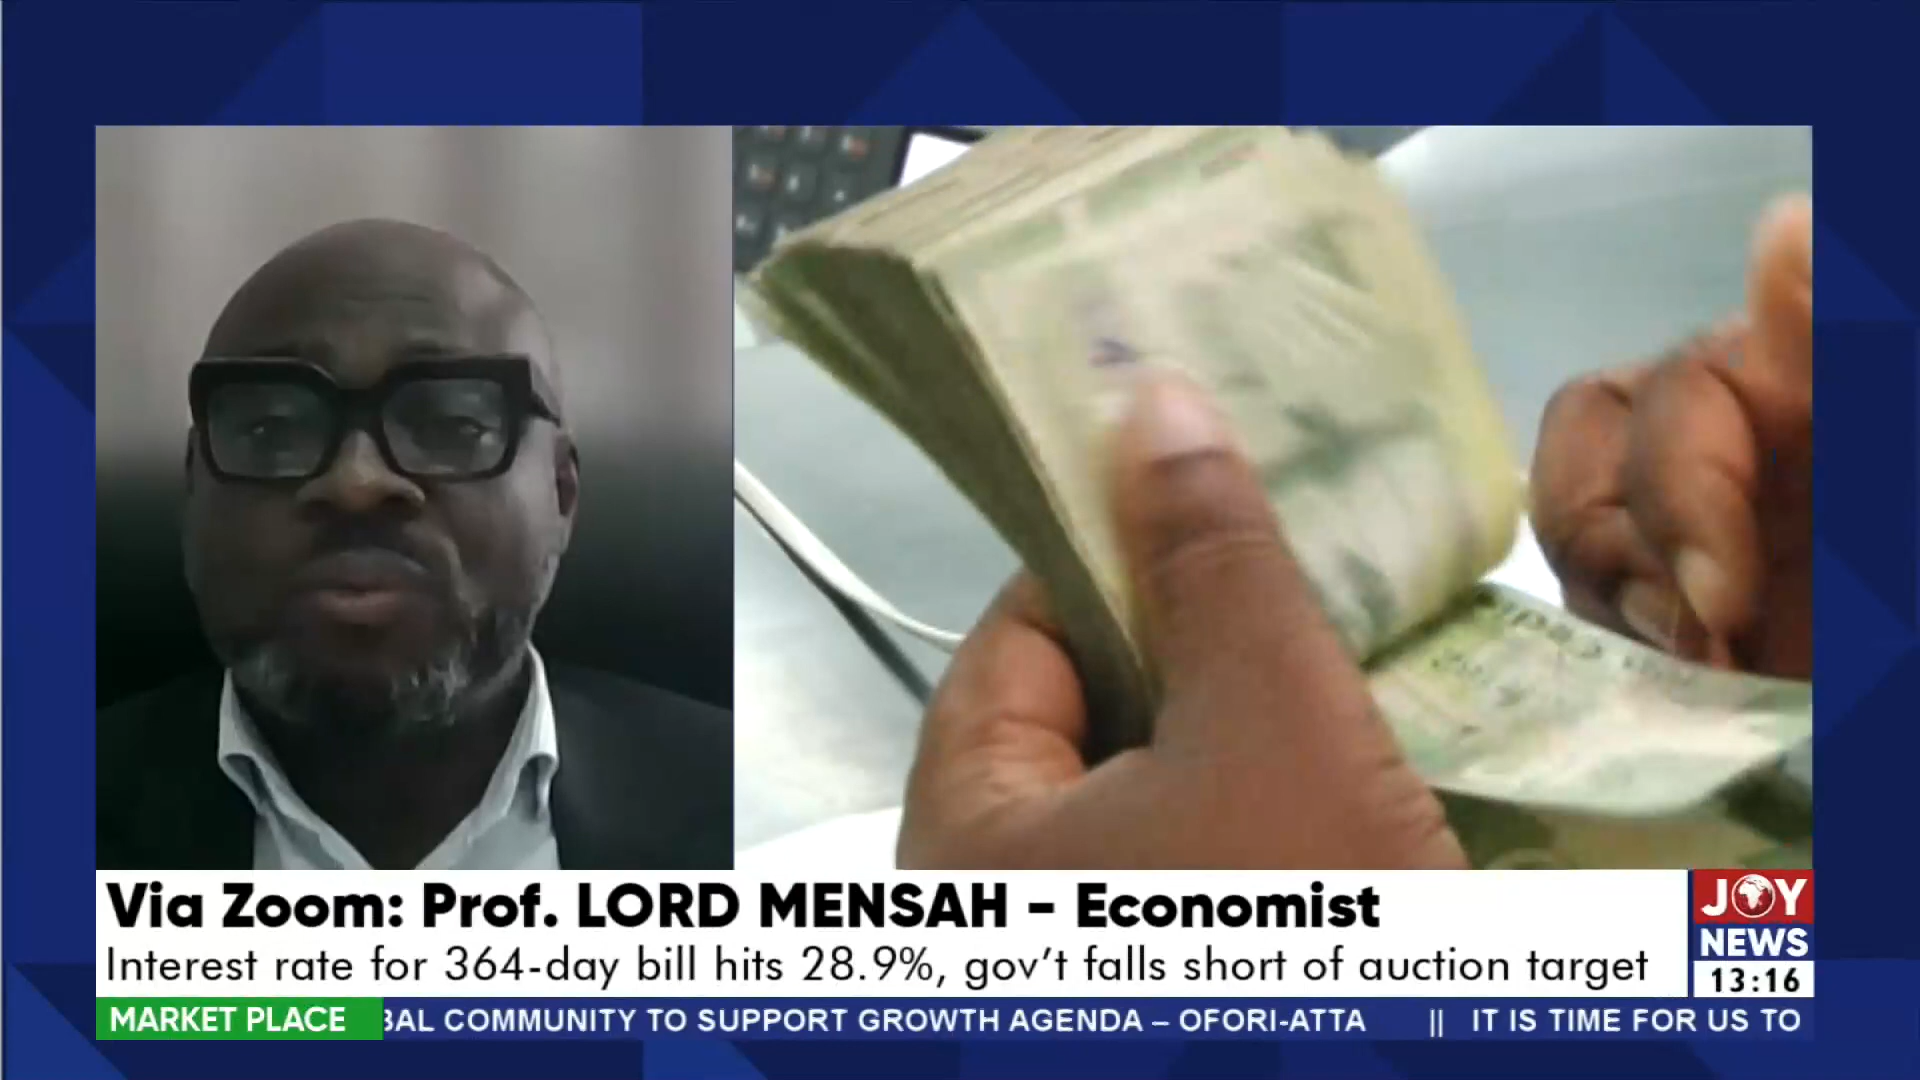 Via Zoom: Prof. LORD MENSAH - Economist
Interest rate for 364-day bill hits 28.9%, gov't falls short of auction target
JOY
NEWS
13:16
MARKET PLACE
BAL COMMUNITY TO SUPPORT GROWTH AGENDA – OFORI-ATTA || IT IS TIME FOR US TO